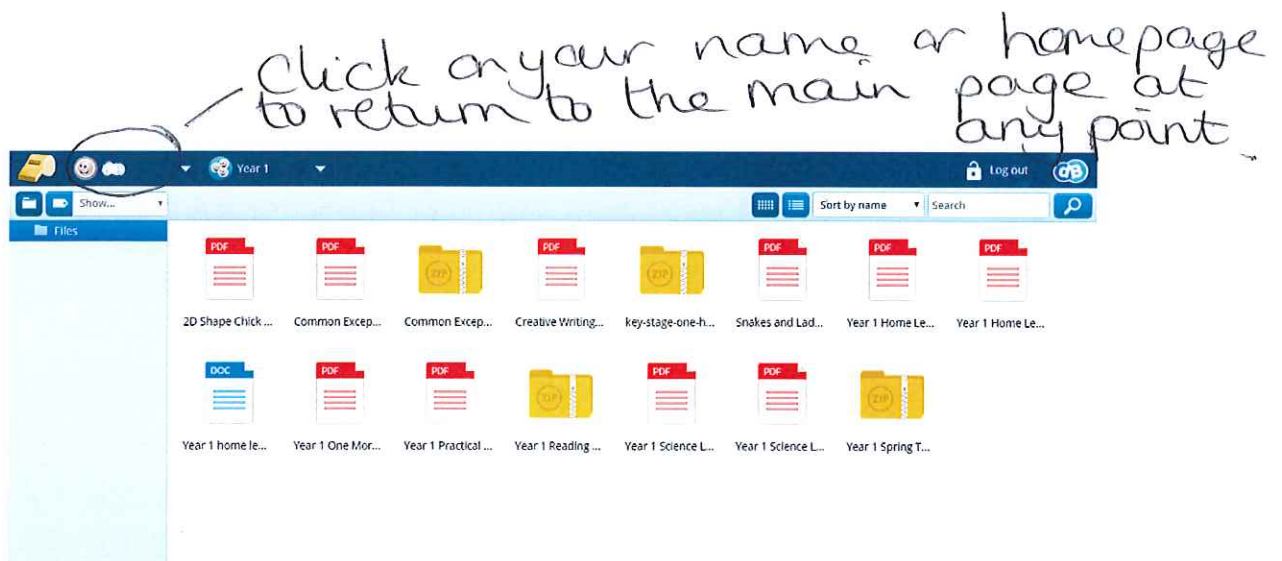 Click on your name or homepage
to return to the main page at
any point
Year 1
Log out
dB
Show...
Sort by name
Search
Files
PDF
PDF
ZIP
PDF
ZIP
PDF
PDF
PDF
2D Shape Chick ...
Common Excep...
Common Excep...
Creative Writing...
key-stage-one-h...
Snakes and Lad...
Year 1 Home Le...
Year 1 Home Le...
DOC
PDF
PDF
ZIP
PDF
PDF
ZIP
Year 1 home le...
Year 1 One Mor...
Year 1 Practical ...
Year 1 Reading ...
Year 1 Science L...
Year 1 Science L...
Year 1 Spring T...